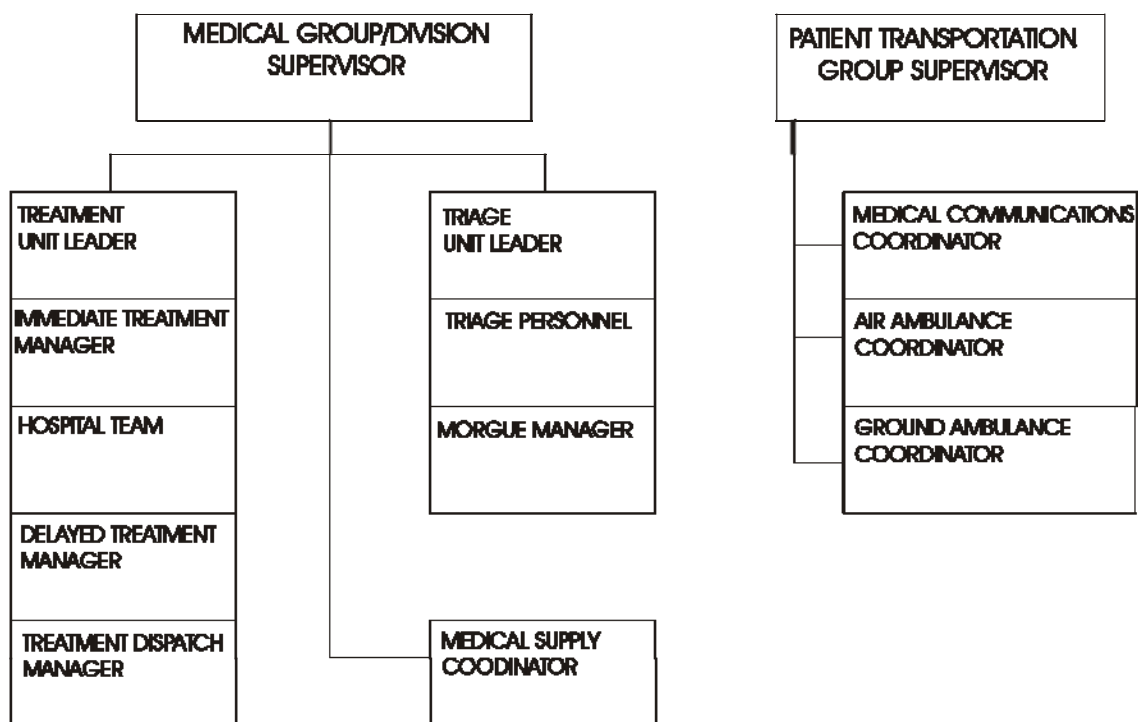 MEDICAL GROUP/DIVISION
SUPERVISOR
PATIENT TRANSPORTATION
GROUP SUPERVISOR
TREATMENT
UNIT LEADER
IMMEDIATE TREATMENT
MANAGER
HOSPITAL TEAM
DELAYED TREATMENT
MANAGER
TREATMENT DISPATCH
MANAGER
TRIAGE
UNIT LEADER
TRIAGE PERSONNEL
MORGUE MANAGER
MEDICAL SUPPLY
COODINATOR
MEDICAL COMMUNICATIONS
COORDINATOR
AIR AMBULANCE
COORDINATOR
GROUND AMBULANCE
COORDINATOR